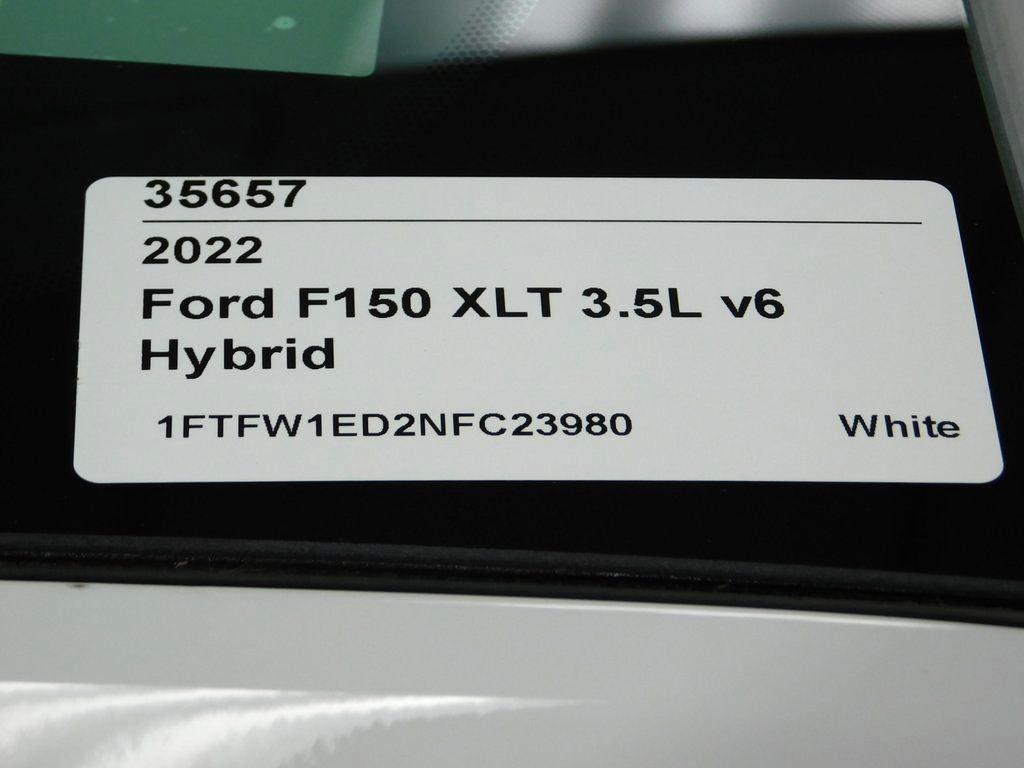 35657
2022
Ford F150 XLT 3.5L v6
Hybrid
1FTFW1ED2NFC23980 White